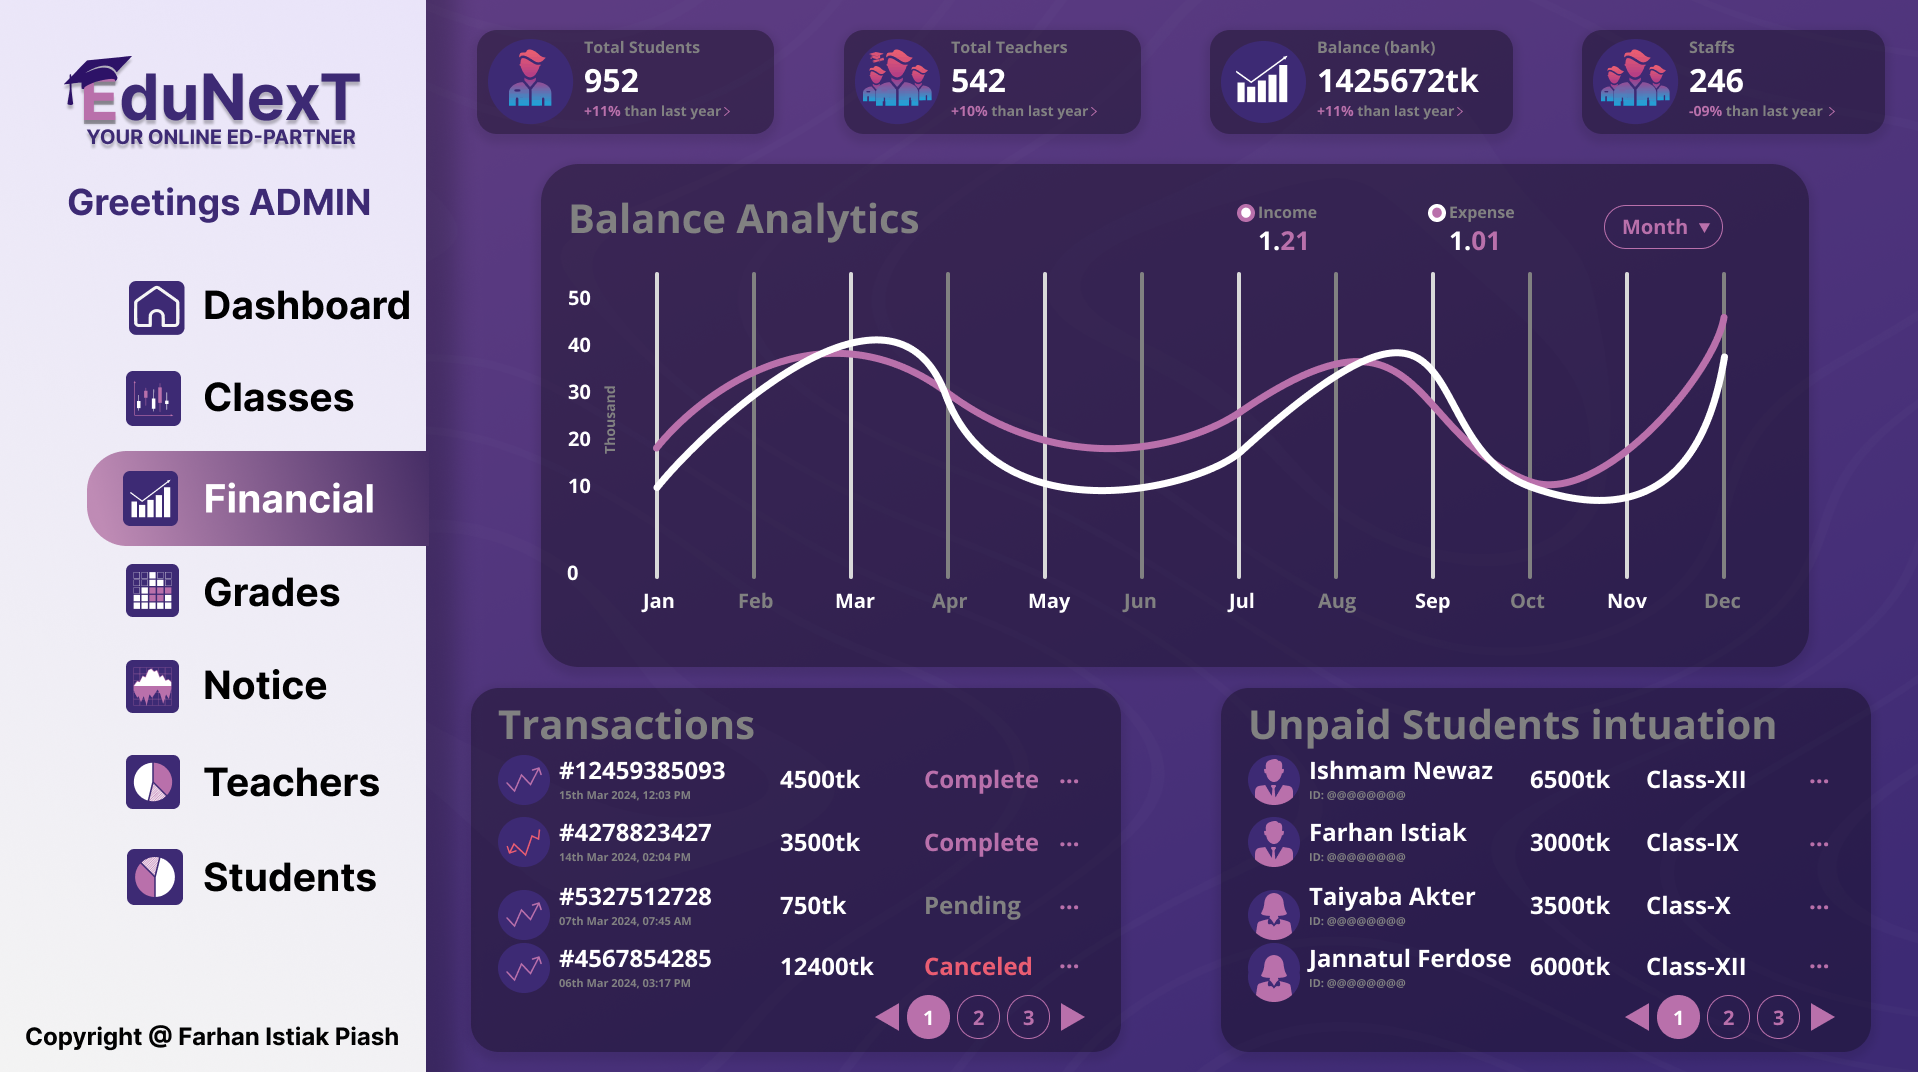 EduNexT
YOUR ONLINE ED-PARTNER
Greetings ADMIN
Dashboard
Classes
Financial
Grades
Notice
Teachers
Students
Copyright @ Farhan Istiak Piash
Total Students
952
+11% than last year >
Total Teachers
542
+10% than last year >
Balance (bank)
1425672tk
+11% than last year >
Staffs
246
-09% than last year >
Balance Analytics
Income
1.21
Expense
1.01
Month ▼
50
40
30
20
10
0
Thousand
Jan Feb Mar Apr May Jun Jul Aug Sep Oct Nov Dec
Transactions
#12459385093 4500tk Complete ...
15th Mar 2024, 12:03 PM
#4278823427 3500tk Complete ...
14th Mar 2024, 02:04 PM
#5327512728 750tk Pending ...
07th Mar 2024, 07:45 AM
#4567854285 12400tk Canceled ...
06th Mar 2024, 03:17 PM
1 2 3
Unpaid Students intuation
Ishmam Newaz 6500tk Class-XII ...
ID: @@@@@@@@
Farhan Istiak 3000tk Class-IX ...
ID: @@@@@@@@
Taiyaba Akter 3500tk Class-X ...
ID: @@@@@@@@
Jannatul Ferdose 6000tk Class-XII ...
ID: @@@@@@@@
1 2 3